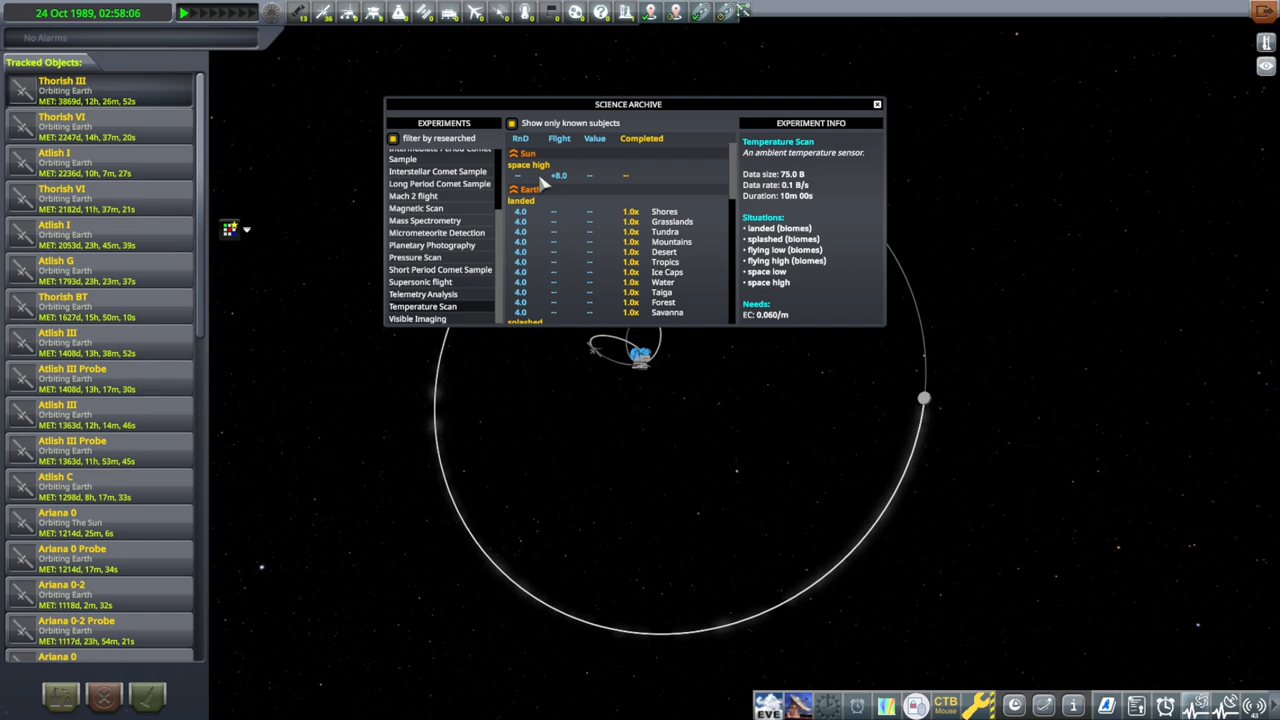 24 Oct 1989, 02:58:06
13
36
No Alarms
Tracked Objects:
Thorish III
Orbiting Earth
MET: 3869d, 12h, 26m, 52s
Thorish VI
Orbiting Earth
MET: 2247d, 14h, 37m, 20s
Atlish I
Orbiting Earth
MET: 2236d, 10h, 7m, 27s
Thorish VI
Orbiting Earth
MET: 2182d, 11h, 37m, 21s
Atlish I
Orbiting Earth
MET: 2053d, 23h, 45m, 39s
Atlish G
Orbiting Earth
MET: 1793d, 23h, 23m, 37s
Thorish BT
Orbiting Earth
MET: 1627d, 15h, 50m, 10s
Atlish III
Orbiting Earth
MET: 1408d, 13h, 38m, 52s
Atlish III Probe
Orbiting Earth
MET: 1408d, 13h, 17m, 30s
Atlish III
Orbiting Earth
MET: 1363d, 12h, 14m, 46s
Atlish III Probe
Orbiting Earth
MET: 1363d, 11h, 53m, 45s
Atlish C
Orbiting Earth
MET: 1298d, 8h, 17m, 33s
Ariana 0
Orbiting The Sun
MET: 1214d, 25m, 6s
Ariana 0 Probe
Orbiting Earth
MET: 1214d, 17m, 34s
Ariana 0-2
Orbiting Earth
MET: 1118d, 2m, 32s
Ariana 0-2 Probe
Orbiting Earth
MET: 1117d, 23h, 54m, 21s
Ariana 0
SCIENCE ARCHIVE
EXPERIMENTS
filter by researched
Intermediate Period Comet
Sample
Interstellar Comet Sample
Long Period Comet Sample
Mach 2 flight
Magnetic Scan
Mass Spectrometry
Micrometeorite Detection
Planetary Photography
Pressure Scan
Short Period Comet Sample
Supersonic flight
Telemetry Analysis
Temperature Scan
Visible Imaging
Show only known subjects
RnD Flight Value Completed
Sun
space high
-- +8.0 -- --
Earth
landed
4.0 -- -- 1.0x Shores
4.0 -- -- 1.0x Grasslands
4.0 -- -- 1.0x Tundra
4.0 -- -- 1.0x Mountains
4.0 -- -- 1.0x Desert
4.0 -- -- 1.0x Tropics
4.0 -- -- 1.0x Ice Caps
4.0 -- -- 1.0x Water
4.0 -- -- 1.0x Taiga
4.0 -- -- 1.0x Forest
4.0 -- -- 1.0x Savanna
splashed
EXPERIMENT INFO
Temperature Scan
An ambient temperature sensor.
Data size: 75.0 B
Data rate: 0.1 B/s
Duration: 10m 00s
Situations:
• landed (biomes)
• splashed (biomes)
• flying low (biomes)
• flying high (biomes)
• space low
• space high
Needs:
EC: 0.060/m
EVE
CTB
Mouse
43